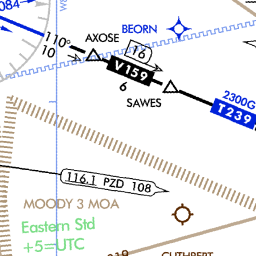 084
AXOSE
BEORN
110°
10
16
V159
6
SAWES
2300G
T239
116.1 PZD 108
MOODY 3 MOA
Eastern Std
+5=UTC
CUTHBERT